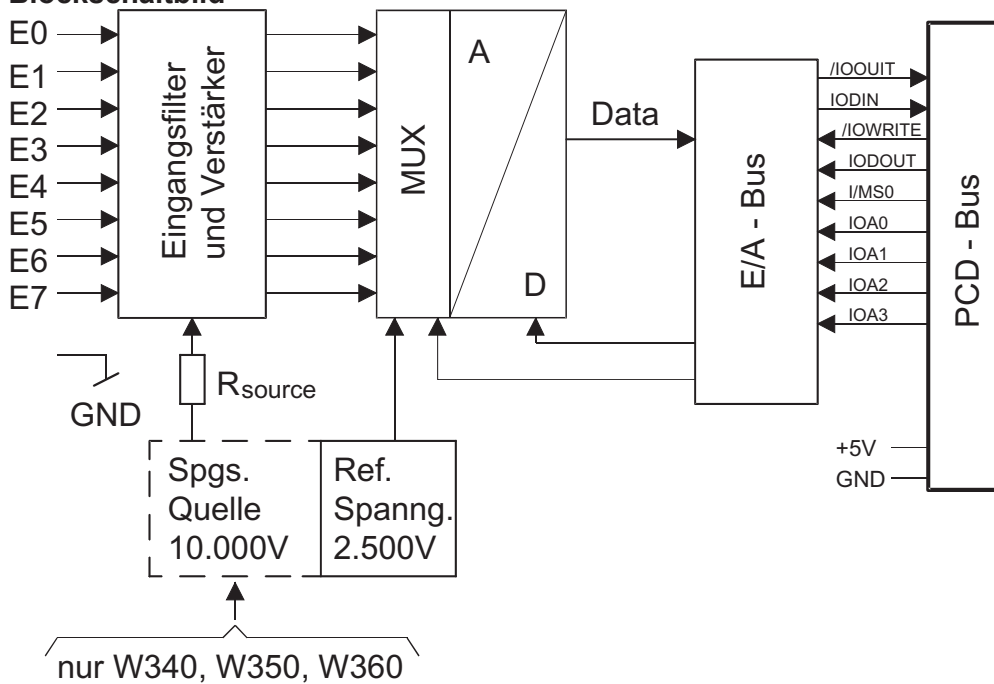 Blockschaltbild
E0
E1
E2
E3
E4
E5
E6
E7
Eingangsfilter
und Verstärker
MUX
A
D
Data
E/A - Bus
/IOOUIT
IODIN
/IOWRITE
IODOUT
I/MS0
IOA0
IOA1
IOA2
IOA3
PCD - Bus
+5V
GND
GND
Rsource
Spgs.
Quelle
10.000V
Ref.
Spanng.
2.500V
nur W340, W350, W360